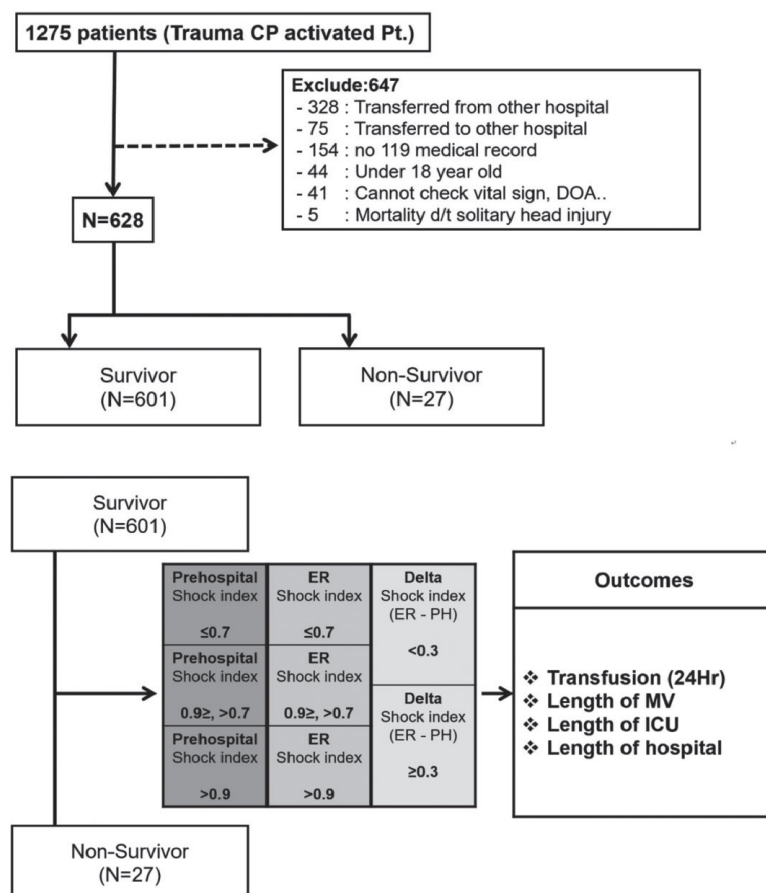 1275 patients (Trauma CP activated Pt.)
Exclude:647
- 328 : Transferred from other hospital
- 75 : Transferred to other hospital
- 154 : no 119 medical record
- 44 : Under 18 year old
- 41 : Cannot check vital sign, DOA..
- 5 : Mortality d/t solitary head injury
N=628
Survivor
(N=601)
Non-Survivor
(N=27)
Survivor
(N=601)
Prehospital
Shock index
≤0.7
ER
Shock index
≤0.7
Delta
Shock index
(ER - PH)
<0.3
Prehospital
0.9≥, >0.7
ER
Shock index
0.9≥, >0.7
Delta
Shock index
(ER - PH)
≥0.3
Prehospital
Shock index
>0.9
ER
Shock index
>0.9
Outcomes
❖ Transfusion (24Hr)
❖ Length of MV
❖ Length of ICU
❖ Length of hospital
Non-Survivor
(N=27)